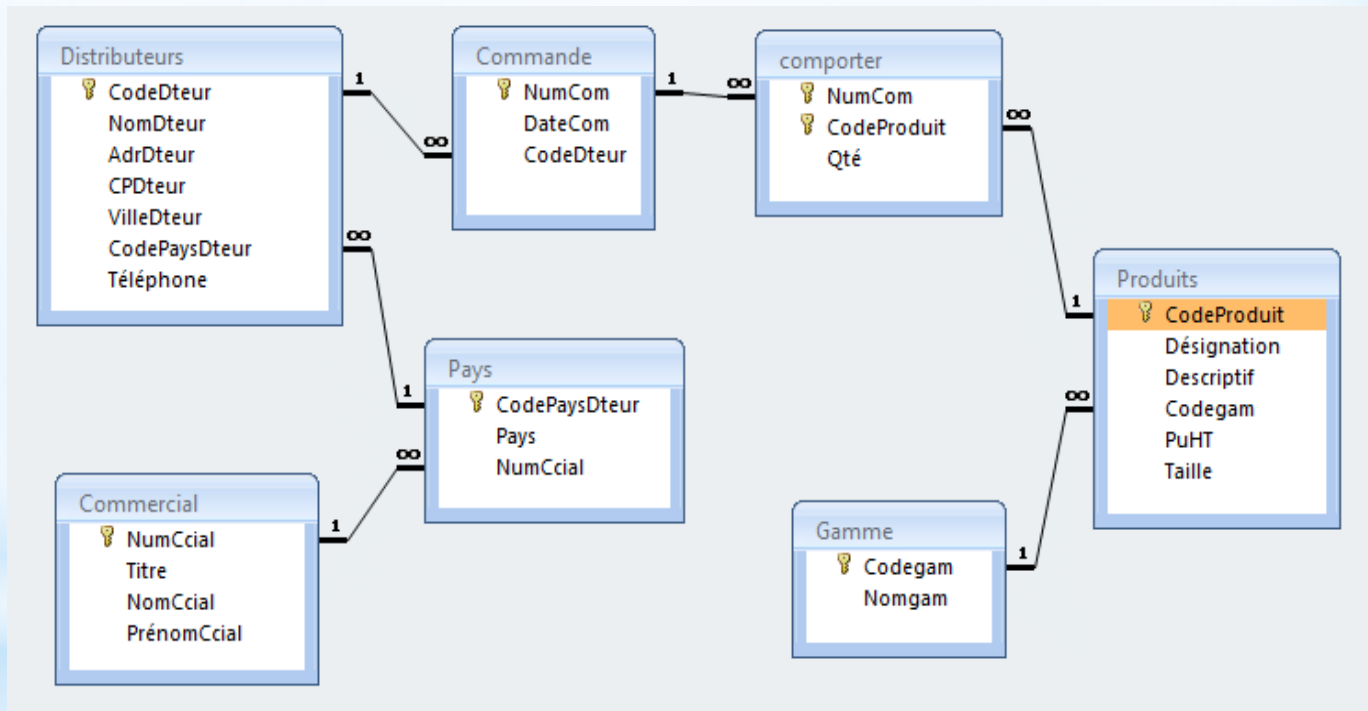 Distributeurs
CodeDteur
NomDteur
AdrDteur
CPDteur
VilleDteur
CodePaysDteur
Téléphone
1
∞
Commande
NumCom
DateCom
CodeDteur
1
∞
comporter
NumCom
CodeProduit
Qté
∞
1
Produits
CodeProduit
Désignation
Descriptif
Codegam
PuHT
Taille
∞
1
Pays
CodePaysDteur
Pays
NumCcial
∞
1
Commercial
NumCcial
Titre
NomCcial
PrénomCcial
1
∞
Gamme
Codegam
Nomgam
1
∞